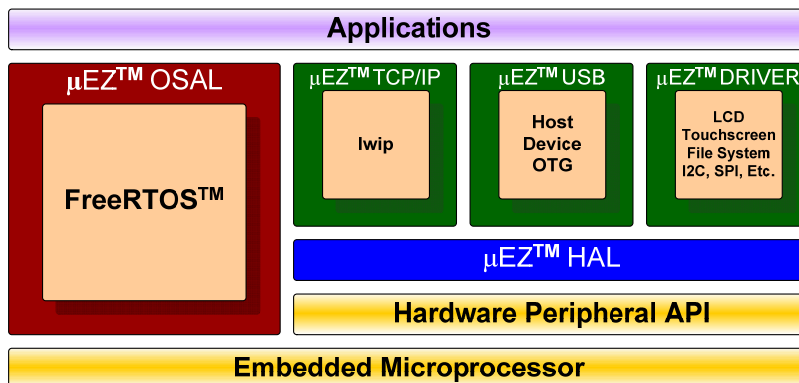 Applications
μEZ™ OSAL
FreeRTOS™
μEZ™ TCP/IP
lwip
μEZ™ USB
Host
Device
OTG
μEZ™ DRIVER
LCD
Touchscreen
File System
I2C, SPI, Etc.
μEZ™ HAL
Hardware Peripheral API
Embedded Microprocessor